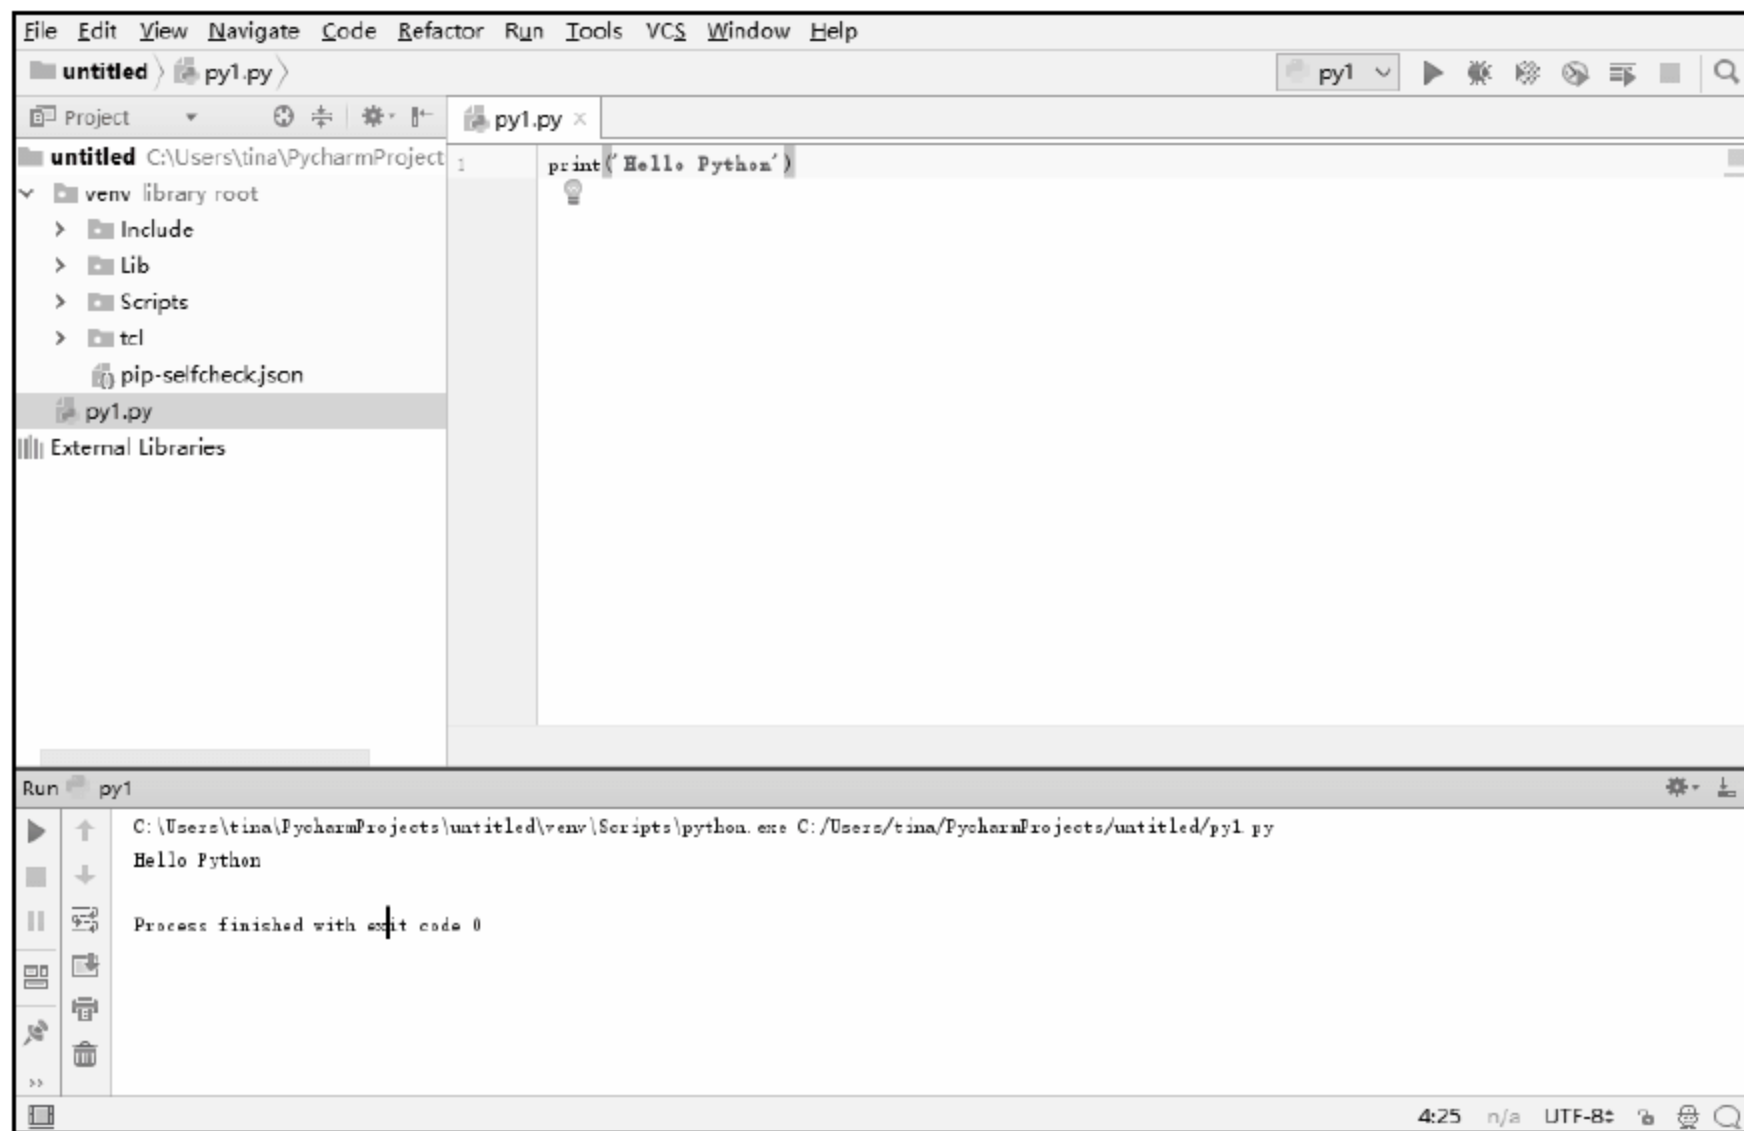 File Edit View Navigate Code Refactor Run Tools VCS Window Help
untitled py1.py
py1
Project
py1.py
untitled C:\Users\tina\PycharmProject
venv library root
Include
Lib
Scripts
tcl
pip-selfcheck.json
py1.py
External Libraries
1 print('Hello Python')
Run py1
C:\Users\tina\PycharmProjects\untitled\venv\Scripts\python.exe C:/Users/tina/PycharmProjects/untitled/py1.py
Hello Python
Process finished with exit code 0
4:25 n/a UTF-8